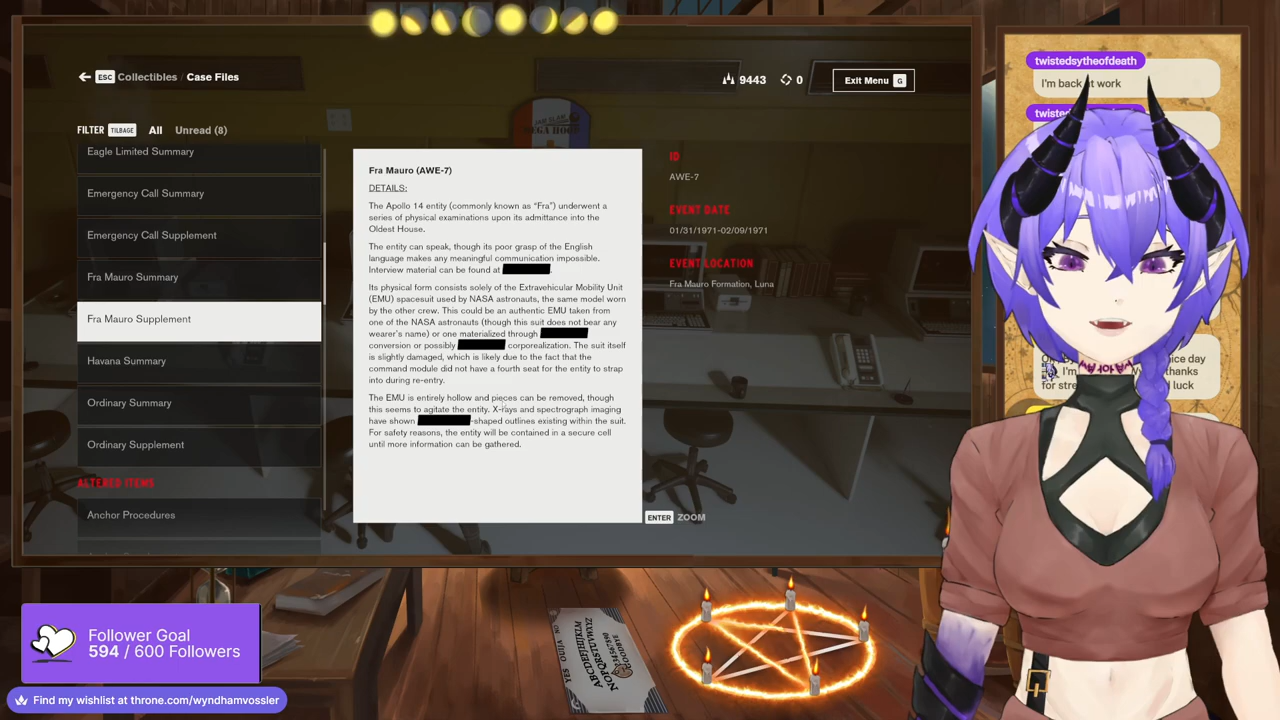 ESC Collectibles / Case Files
9443
0
Exit Menu G
FILTER TILBAGE All Unread (8)
Eagle Limited Summary
Emergency Call Summary
Emergency Call Supplement
Fra Mauro Summary
Fra Mauro Supplement
Havana Summary
Ordinary Summary
Ordinary Supplement
ALTERED ITEMS
Anchor Procedures
Fra Mauro (AWE-7)
DETAILS:
The Apollo 14 entity (commonly known as "Fra") underwent a
series of physical examinations upon its admittance into the
Oldest House.
The entity can speak, though its poor grasp of the English
language makes any meaningful communication impossible.
Interview material can be found at
Its physical form consists solely of the Extravehicular Mobility Unit
(EMU) spacesuit used by NASA astronauts, the same model worn
by the other crew. This could be an authentic EMU taken from
one of the NASA astronauts (though this suit does not bear any
wearer's name) or one materialized through
conversion or possibly corporealization. The suit itself
is slightly damaged, which is likely due to the fact that the
command module did not have a fourth seat for the entity to strap
into during re-entry.
The EMU is entirely hollow and pieces can be removed, though
this seems to agitate the entity. X-rays and spectrograph imaging
have shown -shaped outlines existing within the suit.
For safety reasons, the entity will be contained in a secure cell
until more information can be gathered.
ID
AWE-7
EVENT DATE
01/31/1971-02/09/1971
EVENT LOCATION
Fra Mauro Formation, Luna
ENTER ZOOM
twistedsytheofdeath
I'm back at work
nice day
I'm thanks
for luck
Follower Goal
594 / 600 Followers
Find my wishlist at throne.com/wyndhamvossler
YES OUIJA NO
GOODBYE